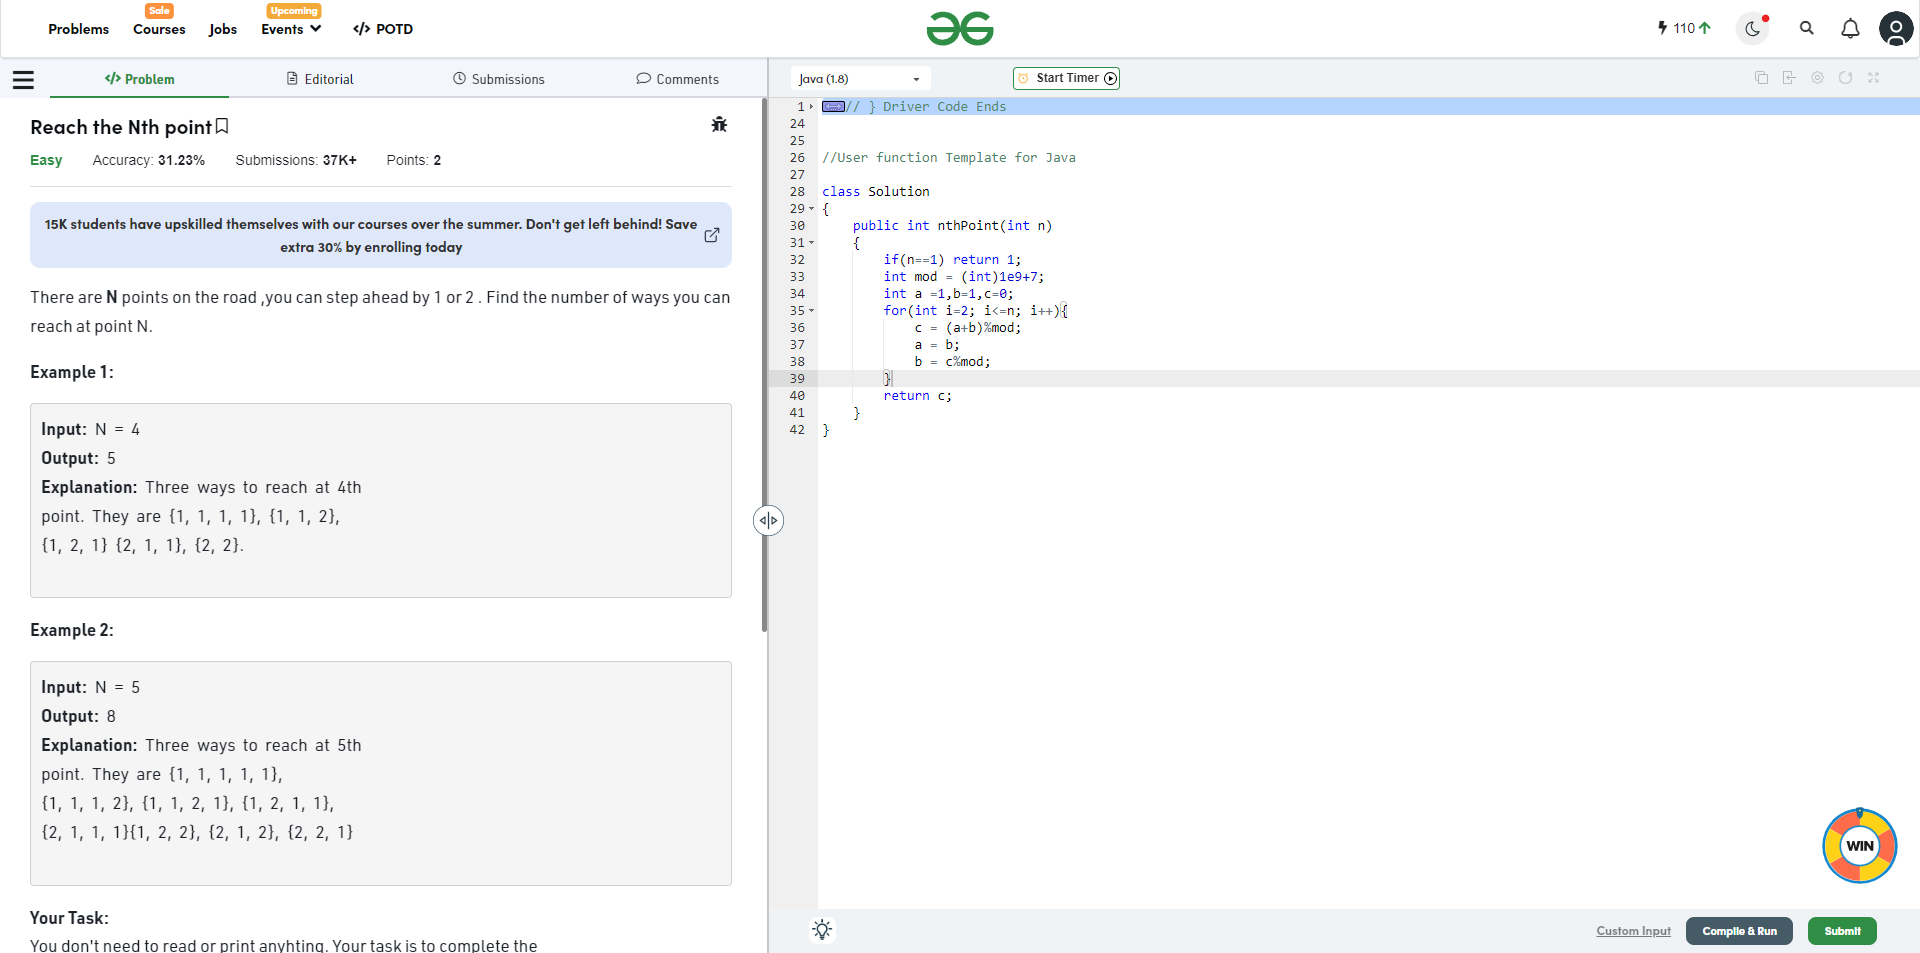 Problems
Sale
Courses
Jobs
Upcoming
Events
</> POTD
110
</> Problem
Editorial
Submissions
Comments
Reach the Nth point
Easy Accuracy: 31.23% Submissions: 37K+ Points: 2
15K students have upskilled themselves with our courses over the summer. Don't get left behind! Save
extra 30% by enrolling today
There are N points on the road ,you can step ahead by 1 or 2 . Find the number of ways you can
reach at point N.
Example 1:
Input: N = 4
Output: 5
Explanation: Three ways to reach at 4th
point. They are {1, 1, 1, 1}, {1, 1, 2},
{1, 2, 1} {2, 1, 1}, {2, 2}.
Example 2:
Input: N = 5
Output: 8
Explanation: Three ways to reach at 5th
point. They are {1, 1, 1, 1, 1},
{1, 1, 1, 2}, {1, 1, 2, 1}, {1, 2, 1, 1},
{2, 1, 1, 1}{1, 2, 2}, {2, 1, 2}, {2, 2, 1}
Your Task:
You don't need to read or print anyhting. Your task is to complete the
Java (1.8)
Start Timer
1 // } Driver Code Ends
24
25
26 //User function Template for Java
27
28 class Solution
29 {
30     public int nthPoint(int n)
31     {
32         if(n==1) return 1;
33         int mod = (int)1e9+7;
34         int a =1,b=1,c=0;
35         for(int i=2; i<=n; i++){
36             c = (a+b)%mod;
37             a = b;
38             b = c%mod;
39         }
40         return c;
41     }
42 }
WIN
Custom Input
Compile & Run
Submit